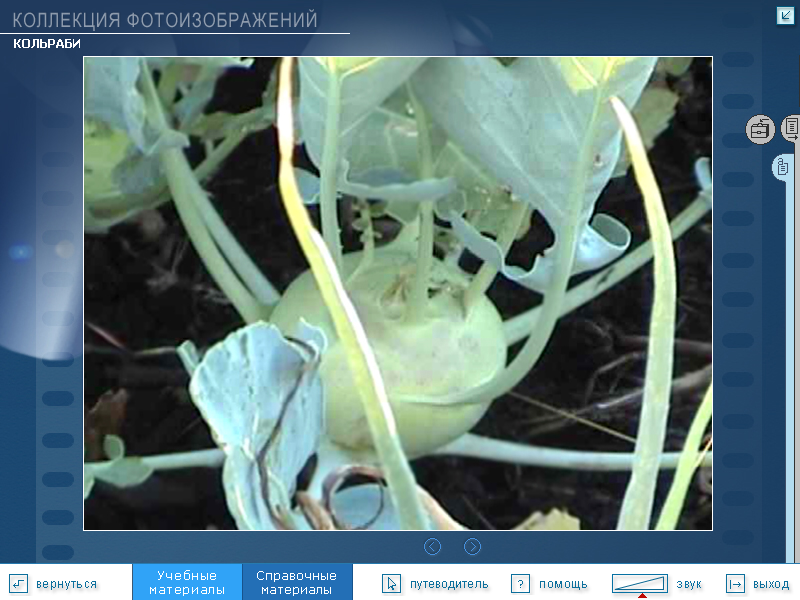 КОЛЛЕКЦИЯ ФОТОИЗОБРАЖЕНИЙ
КОЛЬРАБИ
вернуться
Учебные
материалы
Справочные
материалы
путеводитель
?
помощь
звук
выход